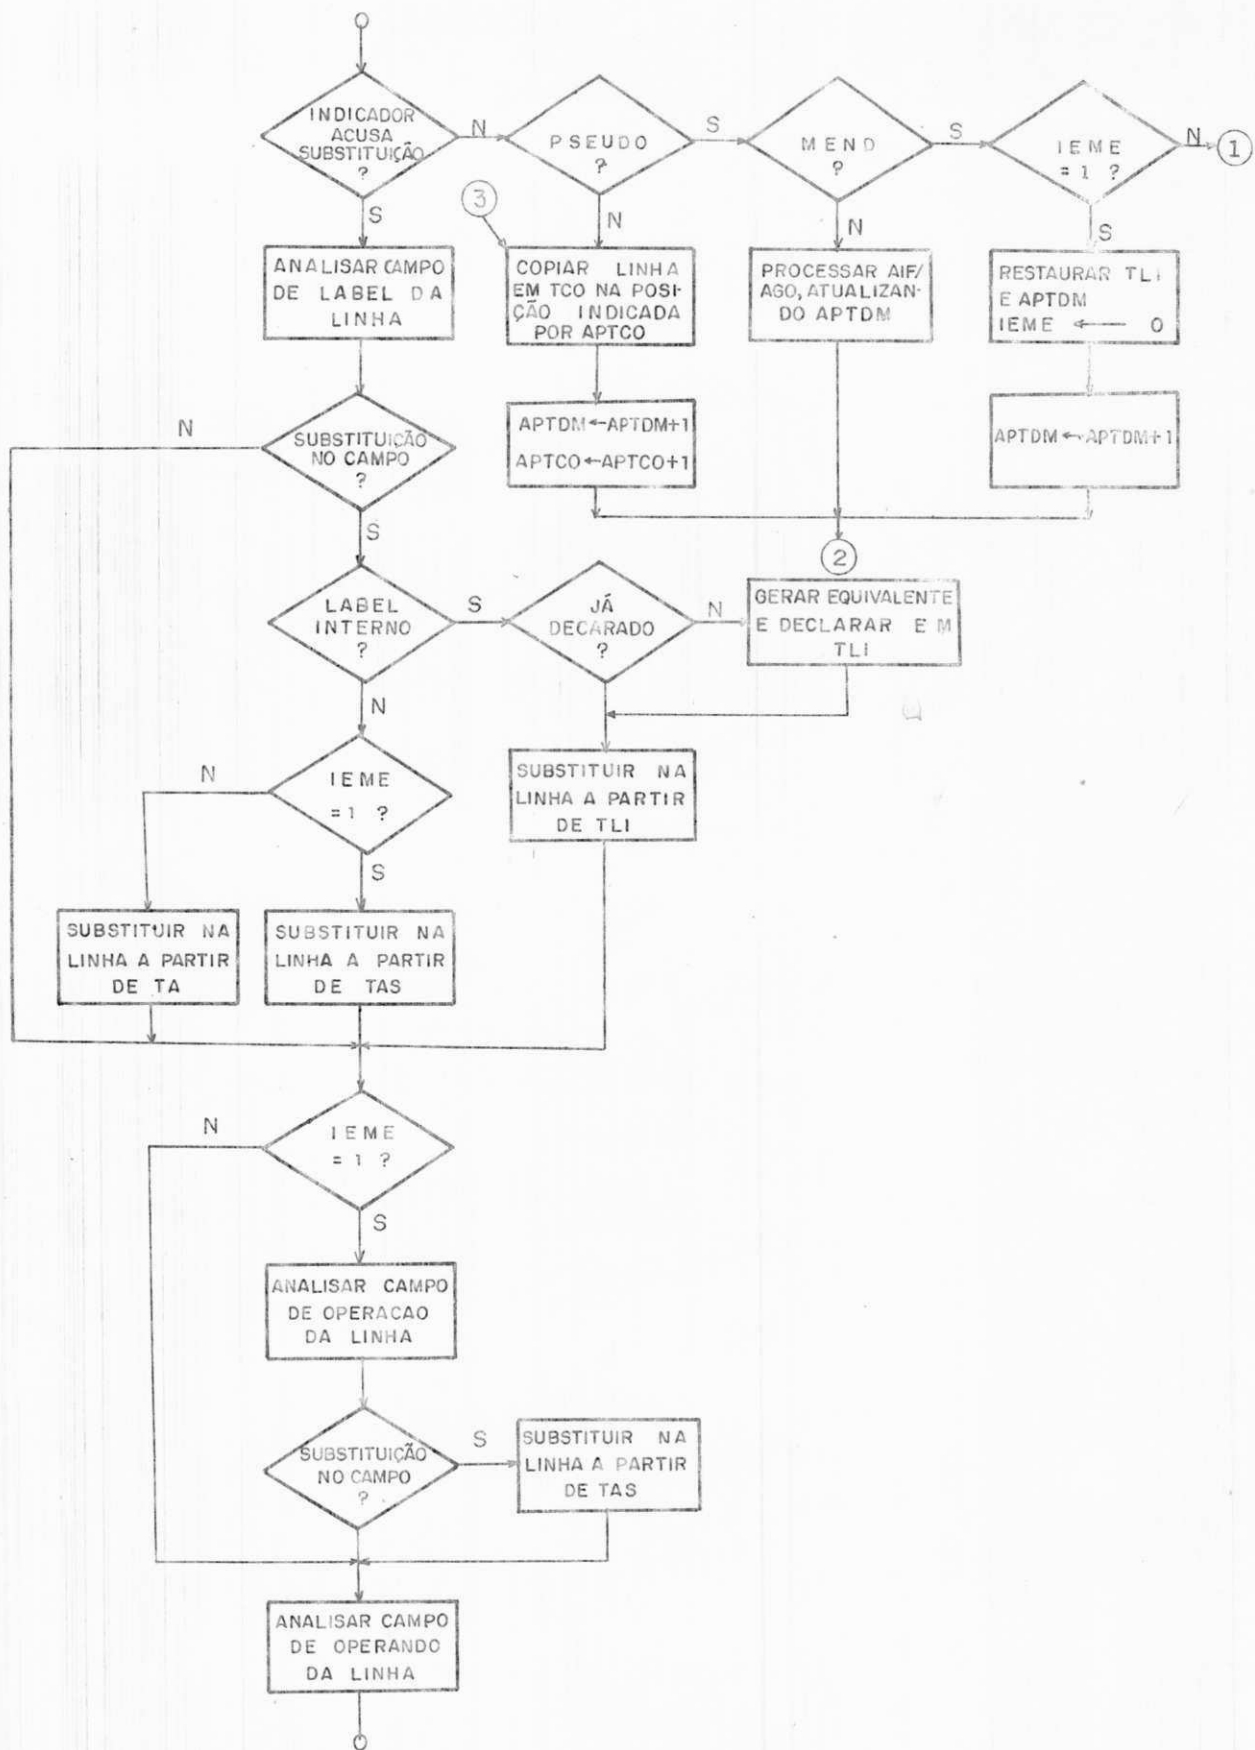 O
INDICADOR
ACUSA
SUBSTITUIÇÃO
?
N
PSEUDO
?
S
MEND
?
S
IEME
= 1 ?
N
1
S
3
N
N
S
ANALISAR CAMPO
DE LABEL DA
LINHA
COPIAR LINHA
EM TCO NA POSI-
ÇÃO INDICADA
POR APTCO
PROCESSAR AIF/
AGO, ATUALIZAN-
DO APTDM
RESTAURAR TLI
E APTDM
IEME ← 0
N
SUBSTITUIÇÃO
NO CAMPO
?
APTDM←APTDM+1
APTCO←APTCO+1
APTDM←APTDM+1
S
2
LABEL
INTERNO
?
S
JÁ
DECARADO
?
N
GERAR EQUIVALENTE
E DECLARAR EM
TLI
N
N
IEME
= 1 ?
SUBSTITUIR NA
LINHA A PARTIR
DE TLI
S
SUBSTITUIR NA
LINHA A PARTIR
DE TA
SUBSTITUIR NA
LINHA A PARTIR
DE TAS
N
IEME
= 1 ?
S
ANALISAR CAMPO
DE OPERACAO
DA LINHA
SUBSTITUIÇÃO
NO CAMPO
?
S
SUBSTITUIR NA
LINHA A PARTIR
DE TAS
ANALISAR CAMPO
DE OPERANDO
DA LINHA
O